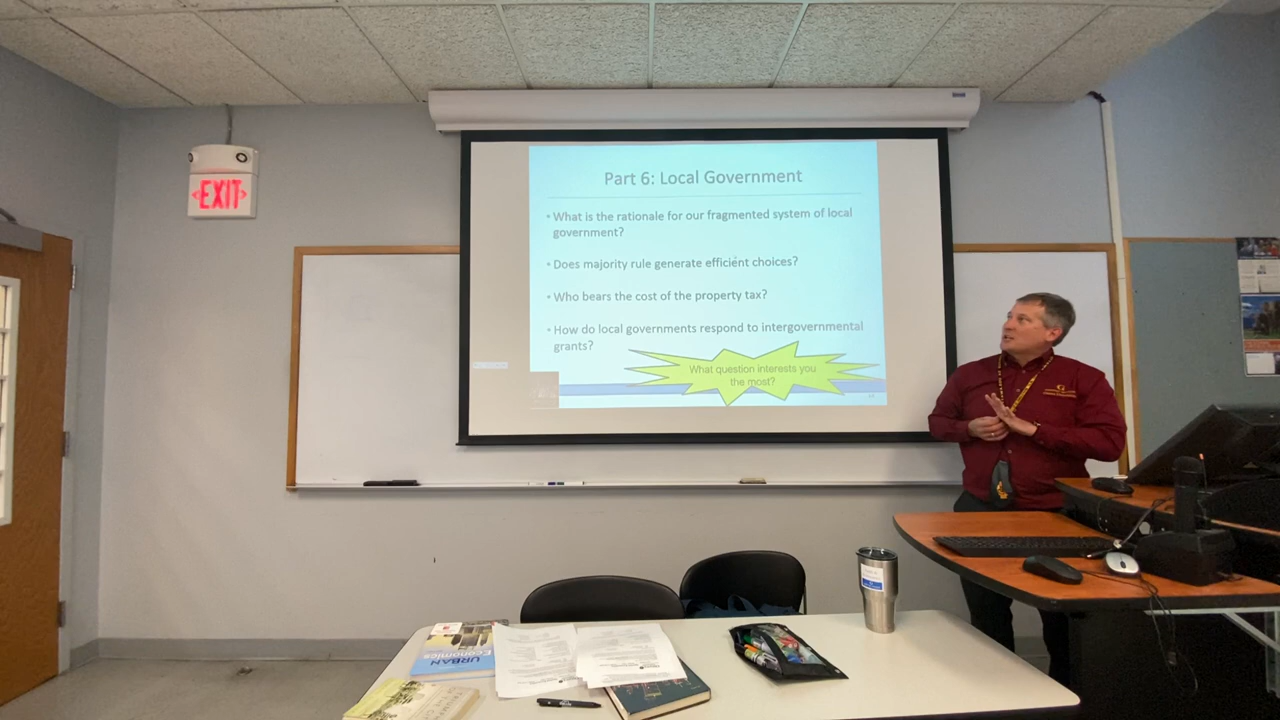 EXIT
Part 6: Local Government
• What is the rationale for our fragmented system of local
government?
• Does majority rule generate efficient choices?
• Who bears the cost of the property tax?
• How do local governments respond to intergovernmental
grants?
What question interests you
the most?
G
URBAN
Economics